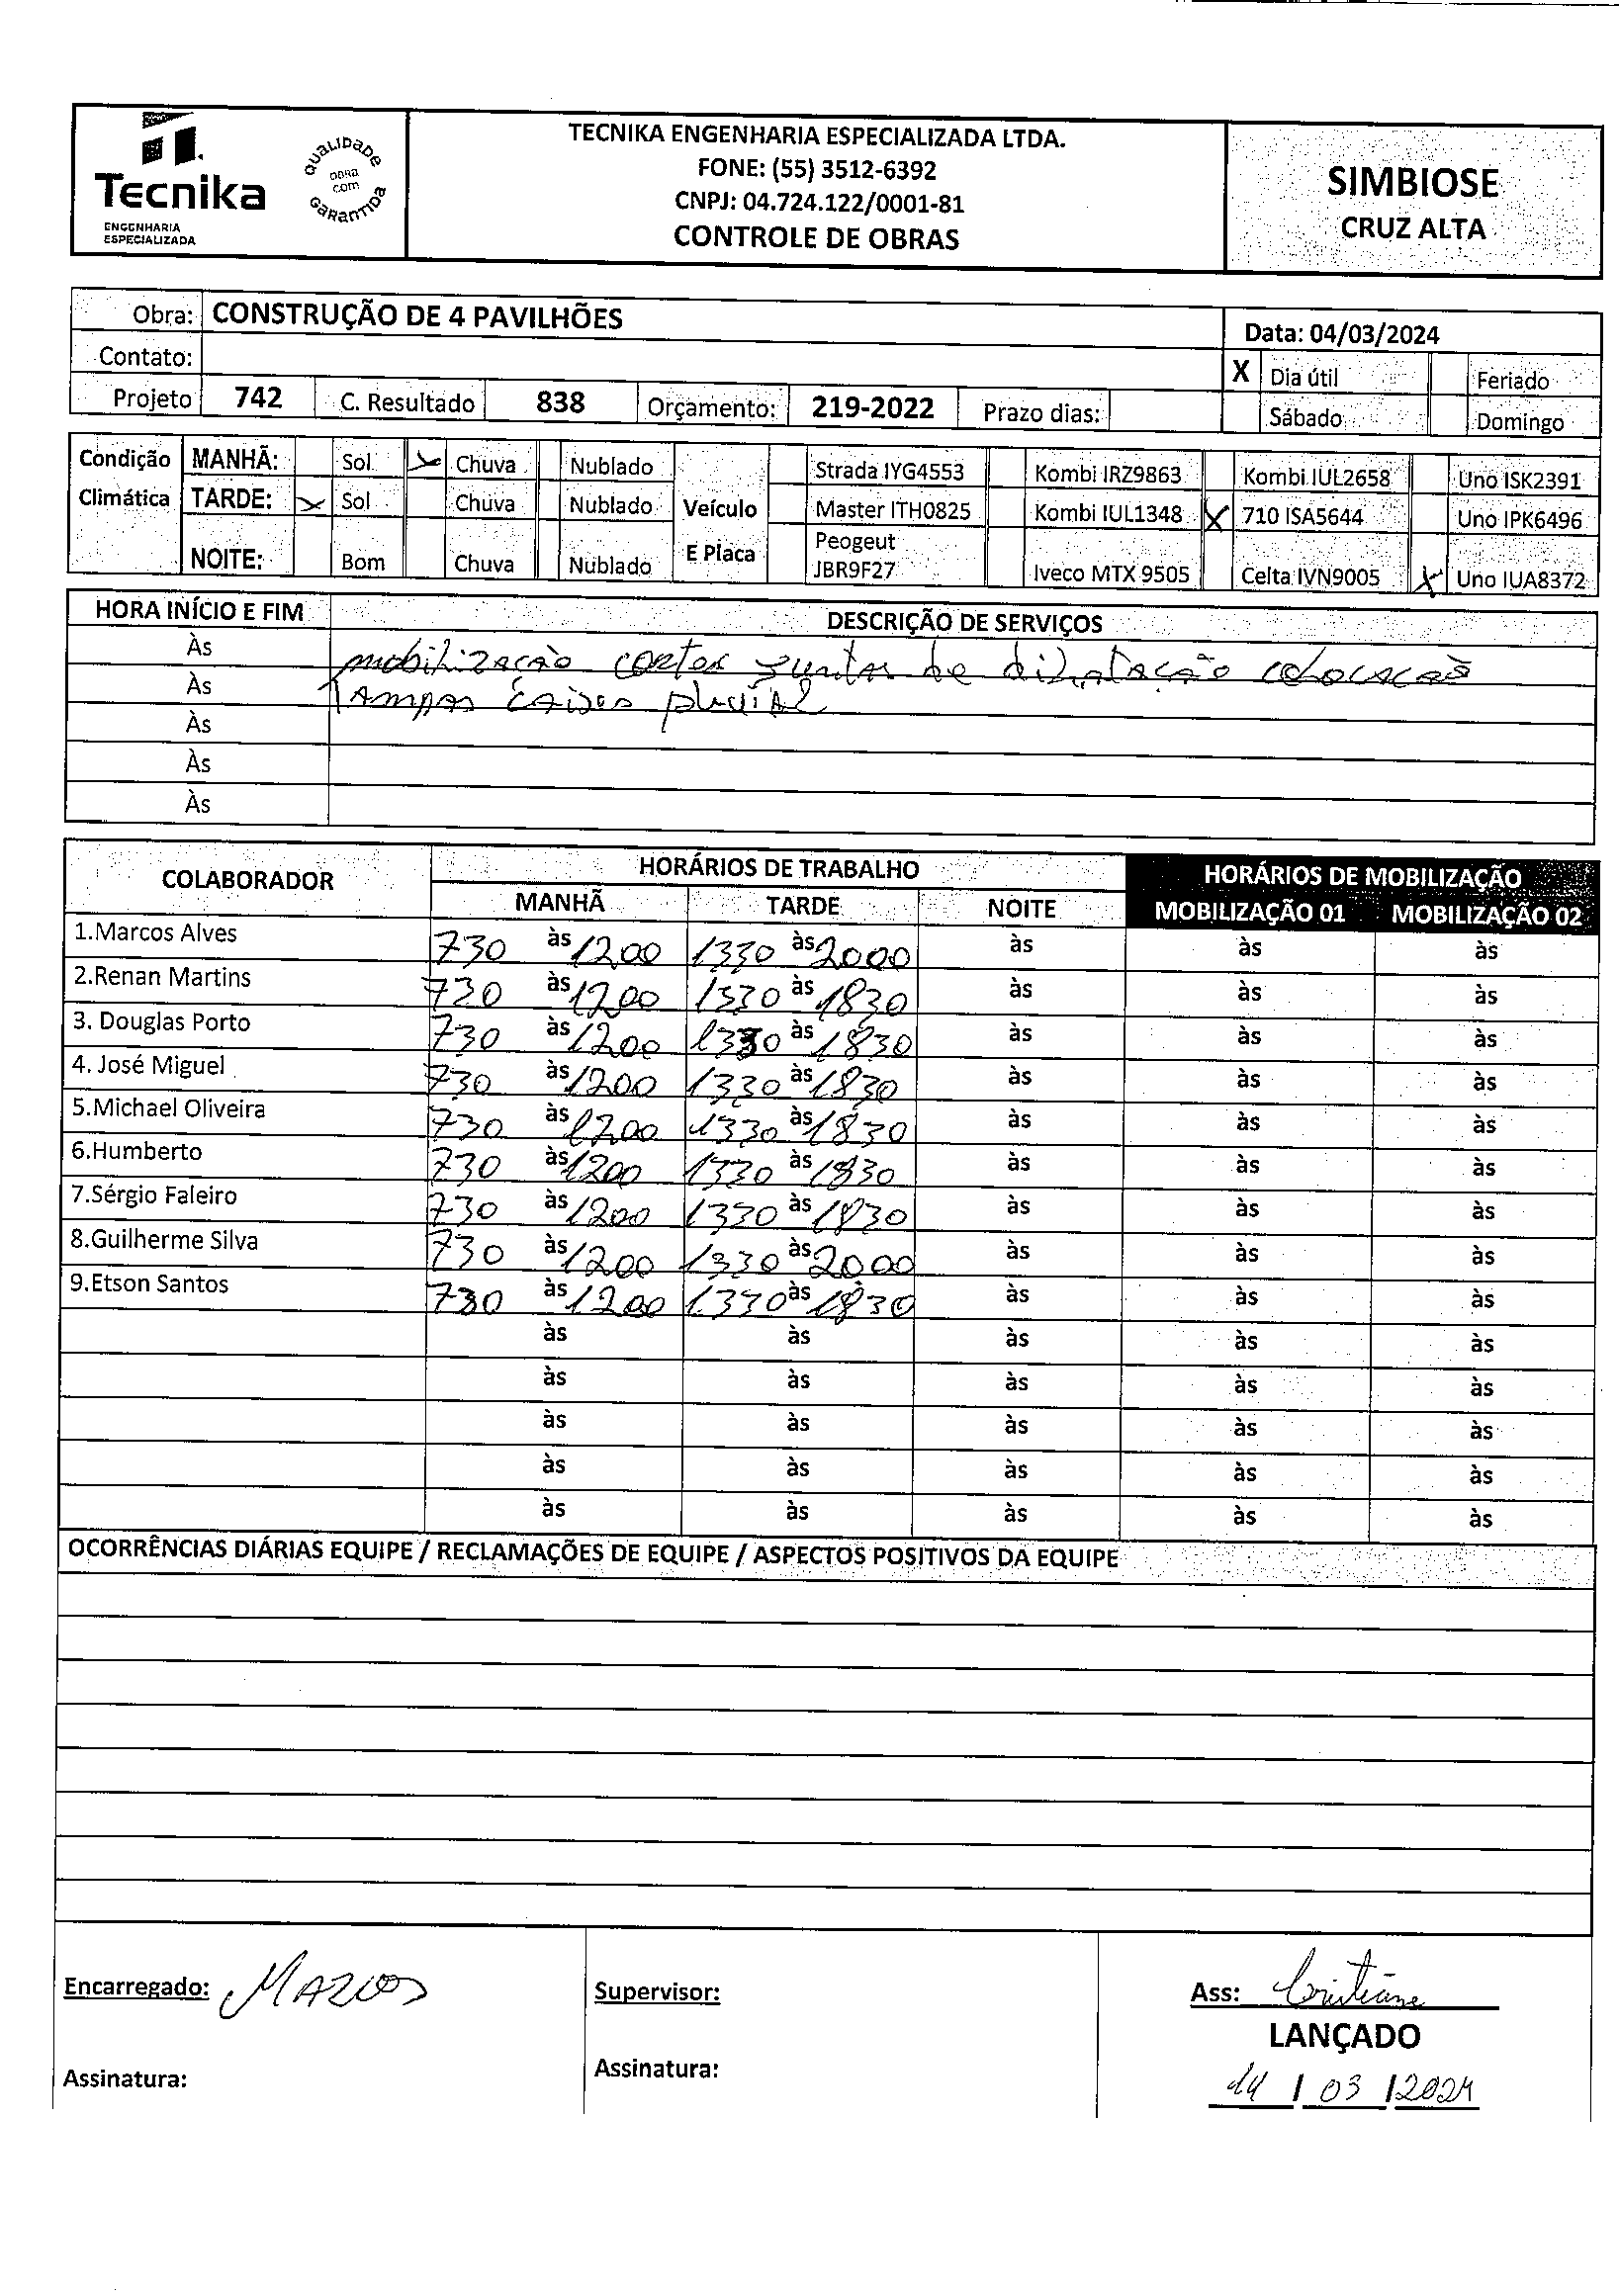 Tecnika
ENGENHARIA
ESPECIALIZADA
QUALIDADE
OBRA
COM
GARANTIDA
TECNIKA ENGENHARIA ESPECIALIZADA LTDA.
FONE: (55) 3512-6392
CNPJ: 04.724.122/0001-81
CONTROLE DE OBRAS
SIMBIOSE
CRUZ ALTA
Obra: CONSTRUÇÃO DE 4 PAVILHÕES
Data: 04/03/2024
Contato:
X Dia útil Feriado
Projeto 742 C. Resultado 838 Orçamento: 219-2022 Prazo dias:
Sábado Domingo
Condição MANHÃ: Sol X Chuva Nublado Strada IYG4553 Kombi IRZ9863 Kombi IUL2658 Uno ISK2391
Climática TARDE: X Sol Chuva Nublado Veículo Master ITH0825 Kombi IUL1348 X 710 ISA5644 Uno IPK6496
NOITE: Bom Chuva Nublado E Placa Peogeut JBR9F27 Iveco MTX 9505 Celta IVN9005 X Uno IUA8372
HORA INÍCIO E FIM DESCRIÇÃO DE SERVIÇOS
Às mobilização cortes juntas de dilatação colocação
Às Tampas caixas pluvial
Às
Às
Às
COLABORADOR HORÁRIOS DE TRABALHO HORÁRIOS DE MOBILIZAÇÃO
MANHÃ TARDE NOITE MOBILIZAÇÃO 01 MOBILIZAÇÃO 02
1.Marcos Alves 730 às 1200 1330 às 2000 às às às
2.Renan Martins 730 às 1200 1330 às 1830 às às às
3. Douglas Porto 730 às 1200 1330 às 1830 às às às
4. José Miguel 730 às 1200 1330 às 1830 às às às
5.Michael Oliveira 730 às 1200 1330 às 1830 às às às
6.Humberto 730 às 1200 1330 às 1830 às às às
7.Sérgio Faleiro 730 às 1200 1330 às 1830 às às às
8.Guilherme Silva 730 às 1200 1330 às 2000 às às às
9.Etson Santos 730 às 1200 1330 às 1830 às às às
às às às às às
às às às às às
às às às às às
às às às às às
às às às às às
OCORRÊNCIAS DIÁRIAS EQUIPE / RECLAMAÇÕES DE EQUIPE / ASPECTOS POSITIVOS DA EQUIPE
Encarregado: Marcos Supervisor: Ass: Cristiane
LANÇADO
Assinatura: Assinatura: 14 / 03 / 2024